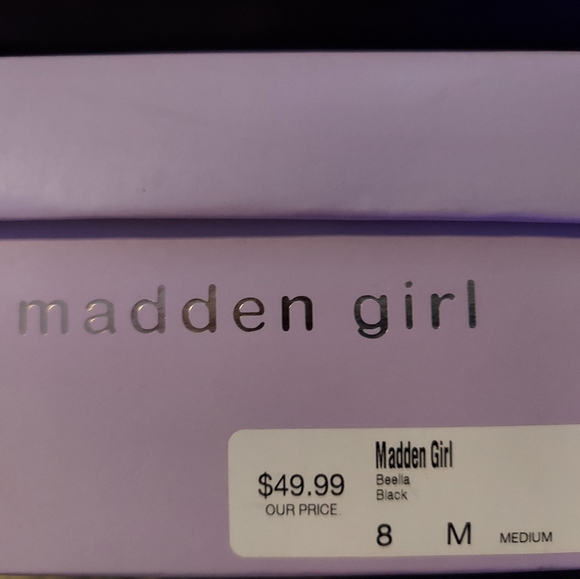 madden girl
Madden Girl
$49.99 Beella
OUR PRICE Black
8 M MEDIUM